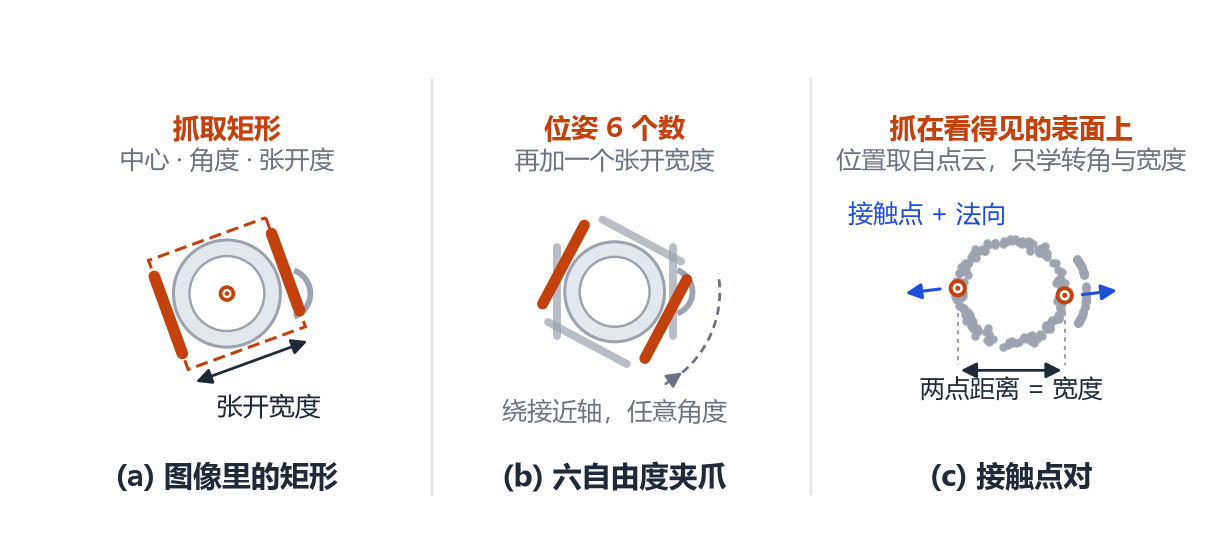 抓取矩形
中心 · 角度 · 张开度
张开宽度
(a) 图像里的矩形
位姿 6 个数
再加一个张开宽度
绕接近轴，任意角度
(b) 六自由度夹爪
抓在看得见的表面上
位置取自点云，只学转角与宽度
接触点 + 法向
两点距离 = 宽度
(c) 接触点对